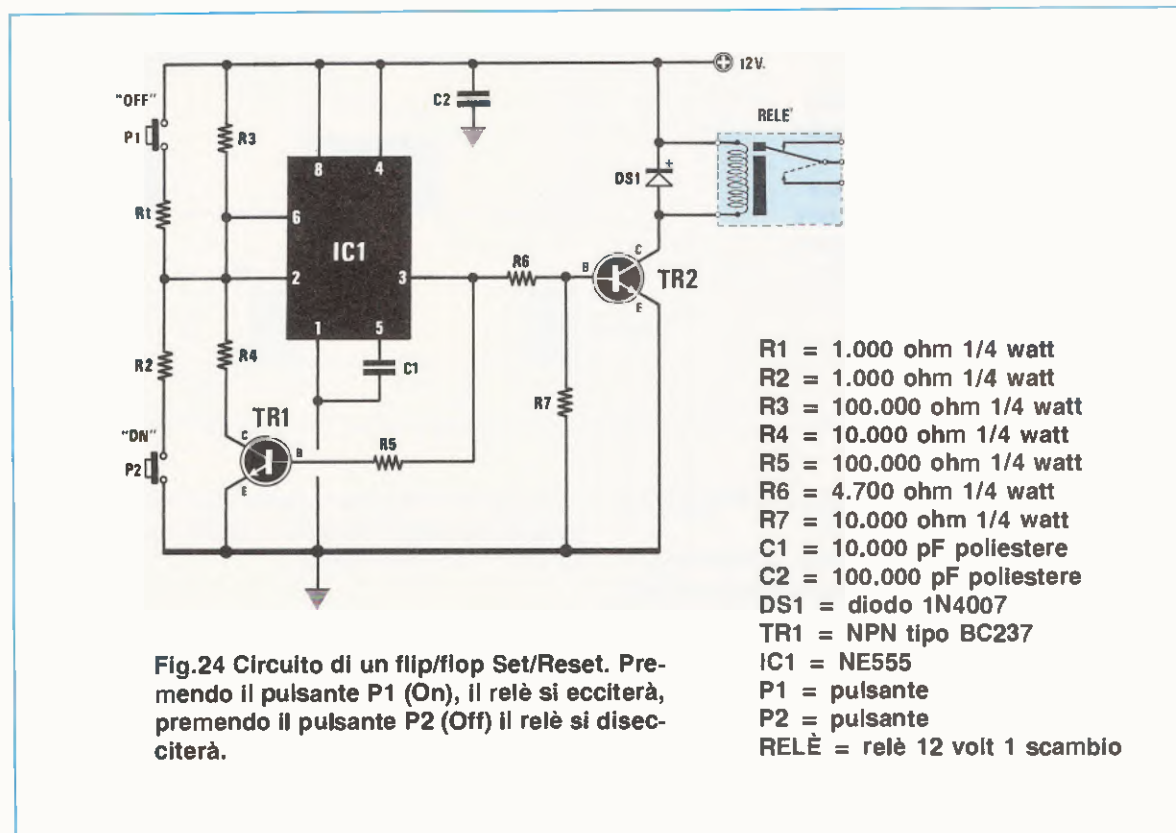 12V.
"OFF"
P1
R3
C2
RELE'
8
4
DS1
+
R1
6
IC1
2
3
R6
B
C
TR2
E
1
5
R2
R4
C1
R7
TR1
"ON"
P2
C
B
E
R5
R1 = 1.000 ohm 1/4 watt
R2 = 1.000 ohm 1/4 watt
R3 = 100.000 ohm 1/4 watt
R4 = 10.000 ohm 1/4 watt
R5 = 100.000 ohm 1/4 watt
R6 = 4.700 ohm 1/4 watt
R7 = 10.000 ohm 1/4 watt
C1 = 10.000 pF poliestere
C2 = 100.000 pF poliestere
DS1 = diodo 1N4007
TR1 = NPN tipo BC237
IC1 = NE555
P1 = pulsante
P2 = pulsante
RELÈ = relè 12 volt 1 scambio
Fig.24 Circuito di un flip/flop Set/Reset. Pre-
mendo il pulsante P1 (On), il relè si ecciterà,
premendo il pulsante P2 (Off) il relè si disec-
citerà.